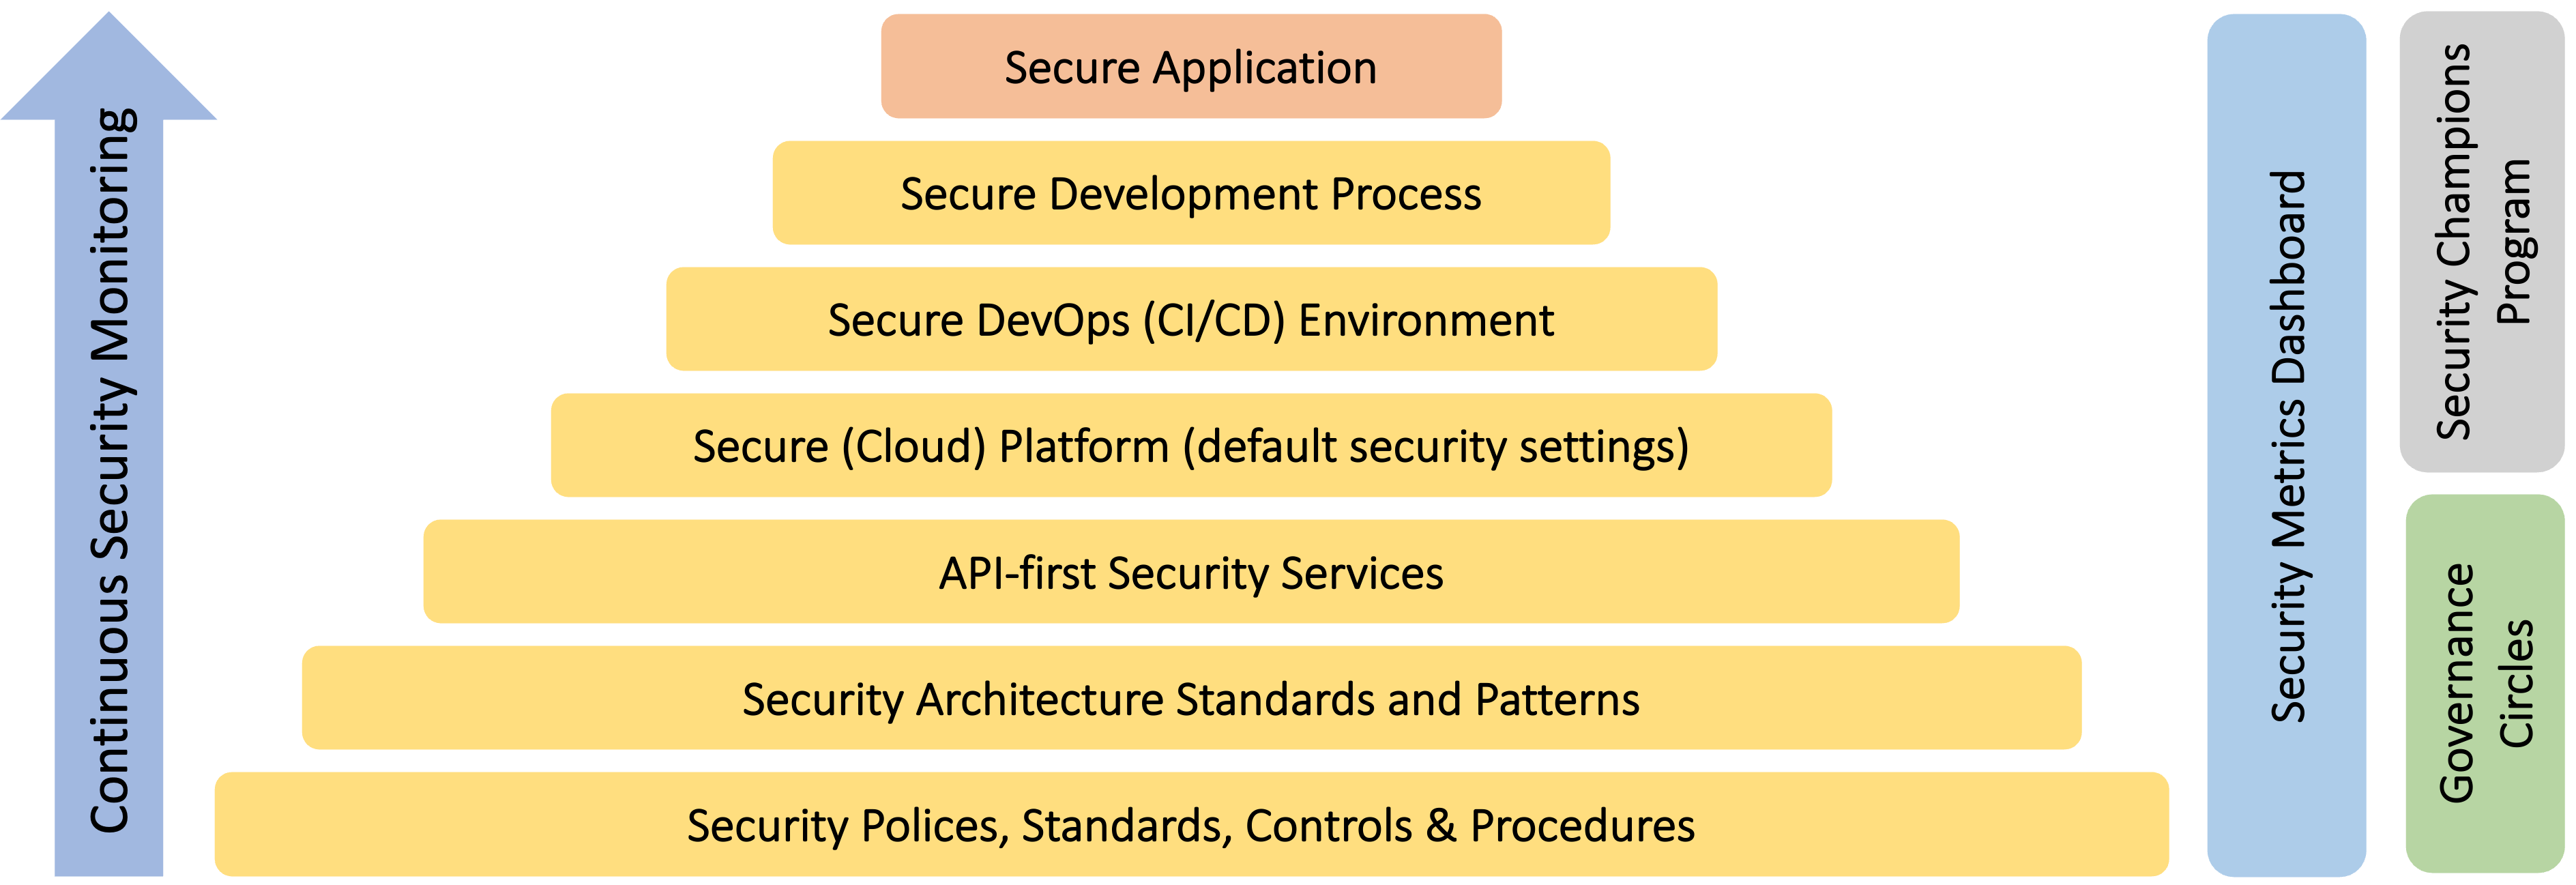 Continuous Security Monitoring
Secure Application
Secure Development Process
Secure DevOps (CI/CD) Environment
Secure (Cloud) Platform (default security settings)
API-first Security Services
Security Architecture Standards and Patterns
Security Polices, Standards, Controls & Procedures
Security Metrics Dashboard
Security Champions
Program
Governance
Circles